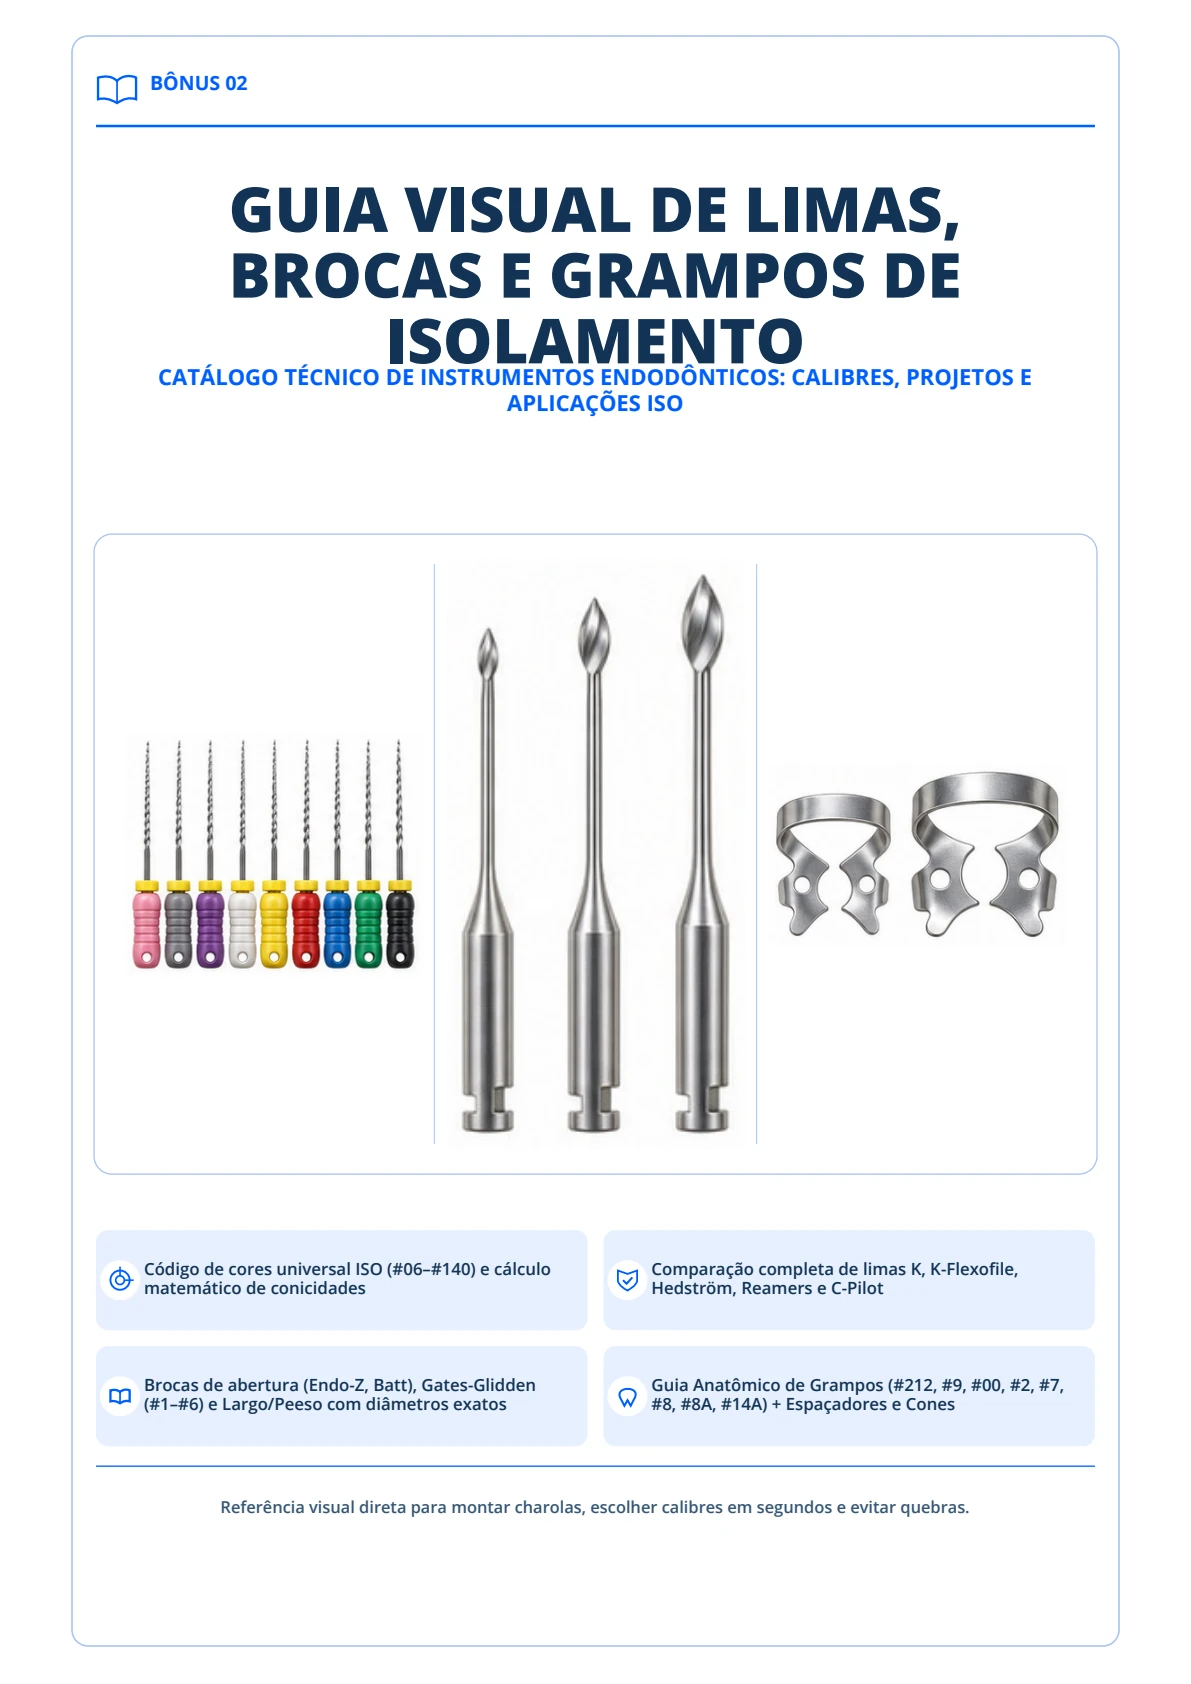 BÔNUS 02
GUIA VISUAL DE LIMAS,
BROCAS E GRAMPOS DE
ISOLAMENTO
CATÁLOGO TÉCNICO DE INSTRUMENTOS ENDODÔNTICOS: CALIBRES, PROJETOS E
APLICAÇÕES ISO
Código de cores universal ISO (#06–#140) e cálculo
matemático de conicidades
Comparação completa de limas K, K-Flexofile,
Hedström, Reamers e C-Pilot
Brocas de abertura (Endo-Z, Batt), Gates-Glidden
(#1–#6) e Largo/Peeso com diâmetros exatos
Guia Anatômico de Grampos (#212, #9, #00, #2, #7,
#8, #8A, #14A) + Espaçadores e Cones
Referência visual direta para montar charolas, escolher calibres em segundos e evitar quebras.